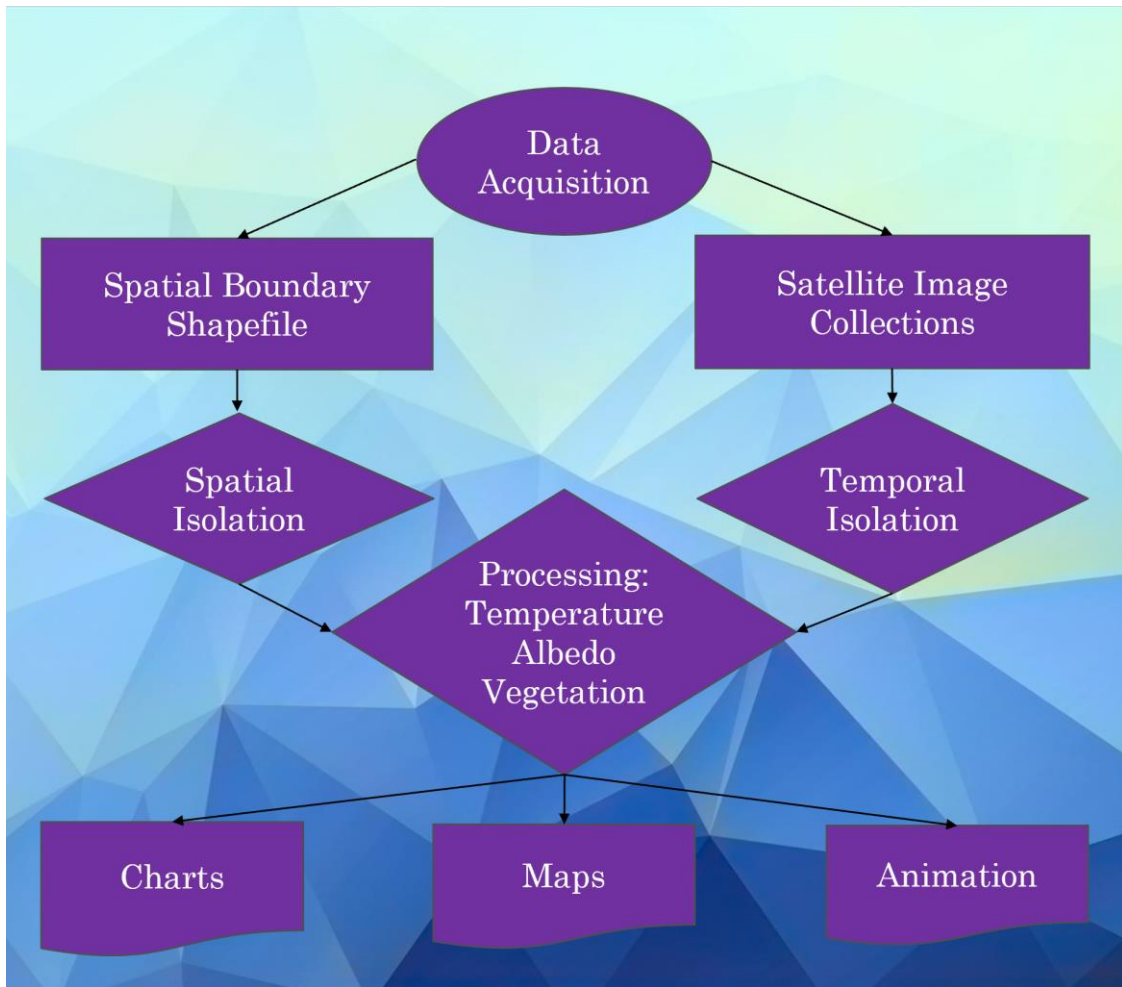 Data
Acquisition
Spatial Boundary
Shapefile
Satellite Image
Collections
Spatial
Isolation
Temporal
Isolation
Processing:
Temperature
Albedo
Vegetation
Charts
Maps
Animation